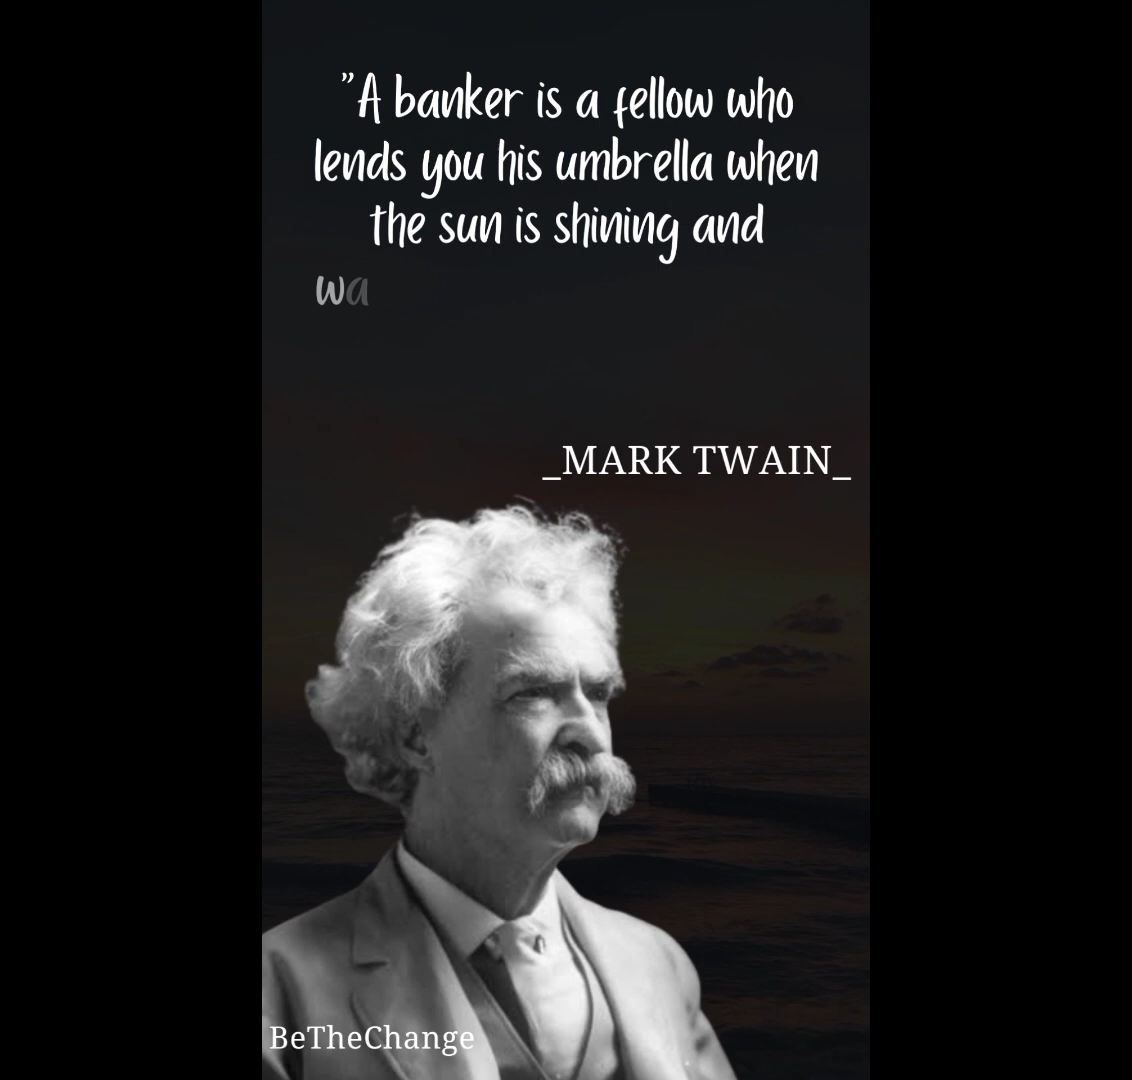 "A banker is a fellow who
lends you his umbrella when
the sun is shining and
wa
_MARK TWAIN_
BeTheChange